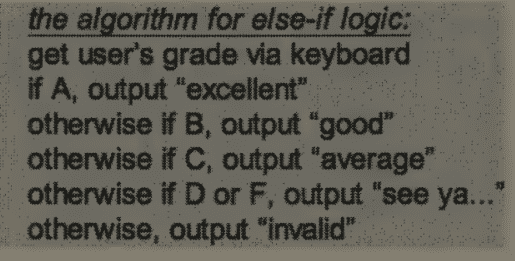 the algorithm for else-if logic:
get user's grade via keyboard
if A, output “excellent”
otherwise if B, output “good”
otherwise if C, output “average”
otherwise if D or F, output “see ya...”
otherwise, output “invalid”